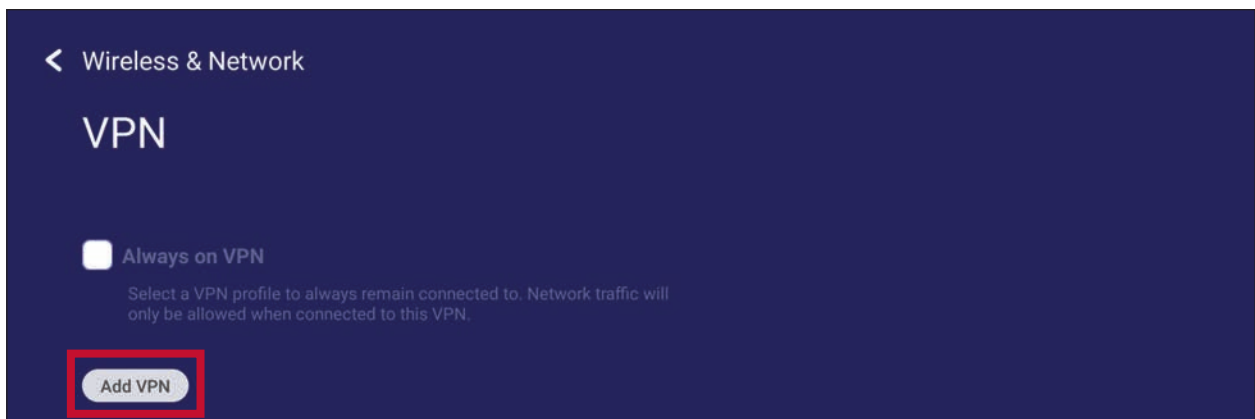 Wireless & Network
VPN
Always on VPN
Select a VPN profile to always remain connected to. Network traffic will
only be allowed when connected to this VPN.
Add VPN